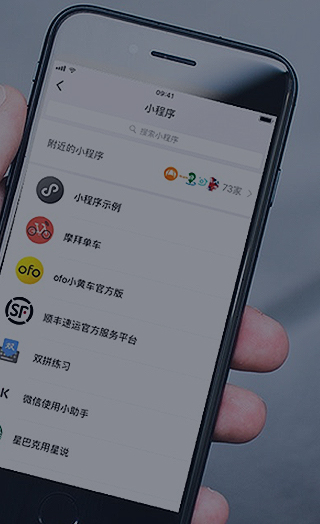 09:41
小程序
搜索小程序
附近的小程序 73家
小程序示例
摩拜单车
ofo ofo小黄车官方版
SF 顺丰速运官方服务平台
双 双拼练习
K 微信使用小助手
星巴克用星说